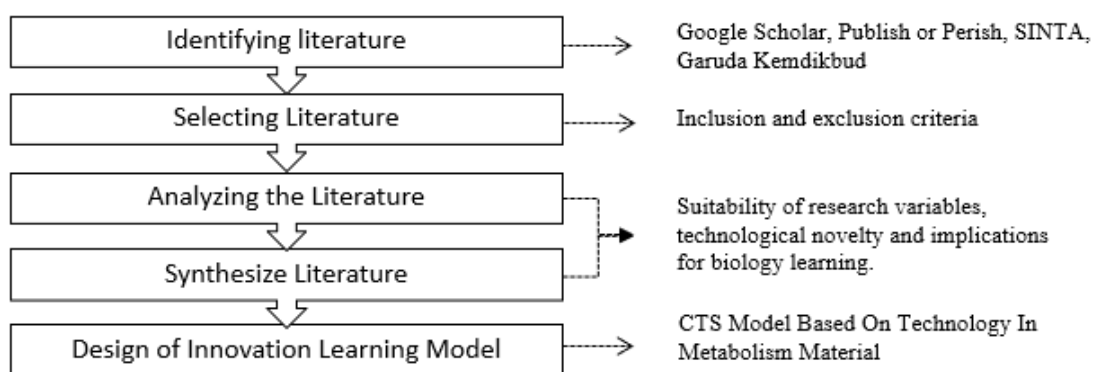 Identifying literature
Google Scholar, Publish or Perish, SINTA,
Garuda Kemdikbud
Selecting Literature
Inclusion and exclusion criteria
Analyzing the Literature
Synthesize Literature
Suitability of research variables,
technological novelty and implications
for biology learning.
Design of Innovation Learning Model
CTS Model Based On Technology In
Metabolism Material